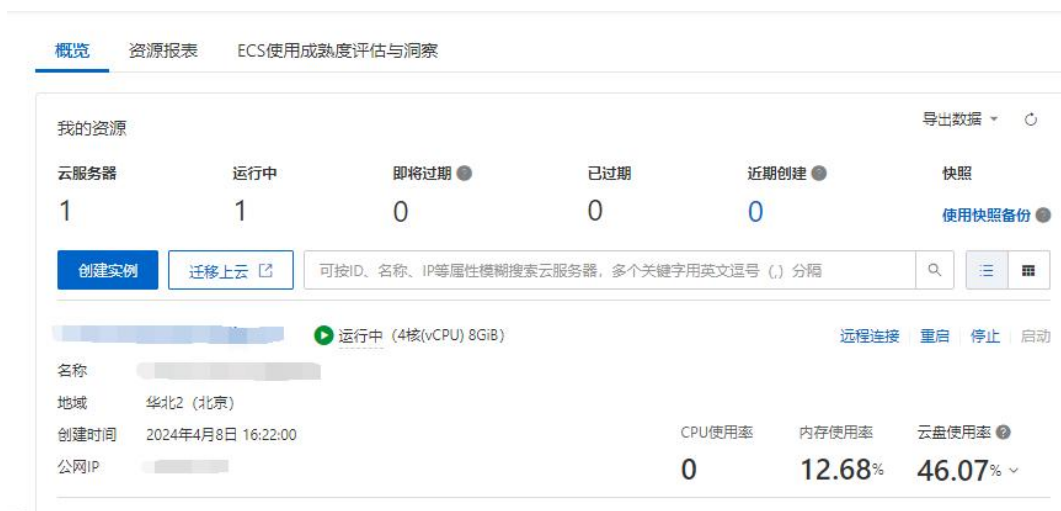 概览 资源报表 ECS使用成熟度评估与洞察
我的资源 导出数据
云服务器 运行中 即将过期 已过期 近期创建 快照
1 1 0 0 0 使用快照备份
创建实例 迁移上云 可按ID、名称、IP等属性模糊搜索云服务器，多个关键字用英文逗号（,）分隔
运行中 (4核(vCPU) 8GiB) 远程连接 重启 停止 启动
名称
地域 华北2（北京）
创建时间 2024年4月8日 16:22:00 CPU使用率 内存使用率 云盘使用率
公网IP 0 12.68% 46.07%